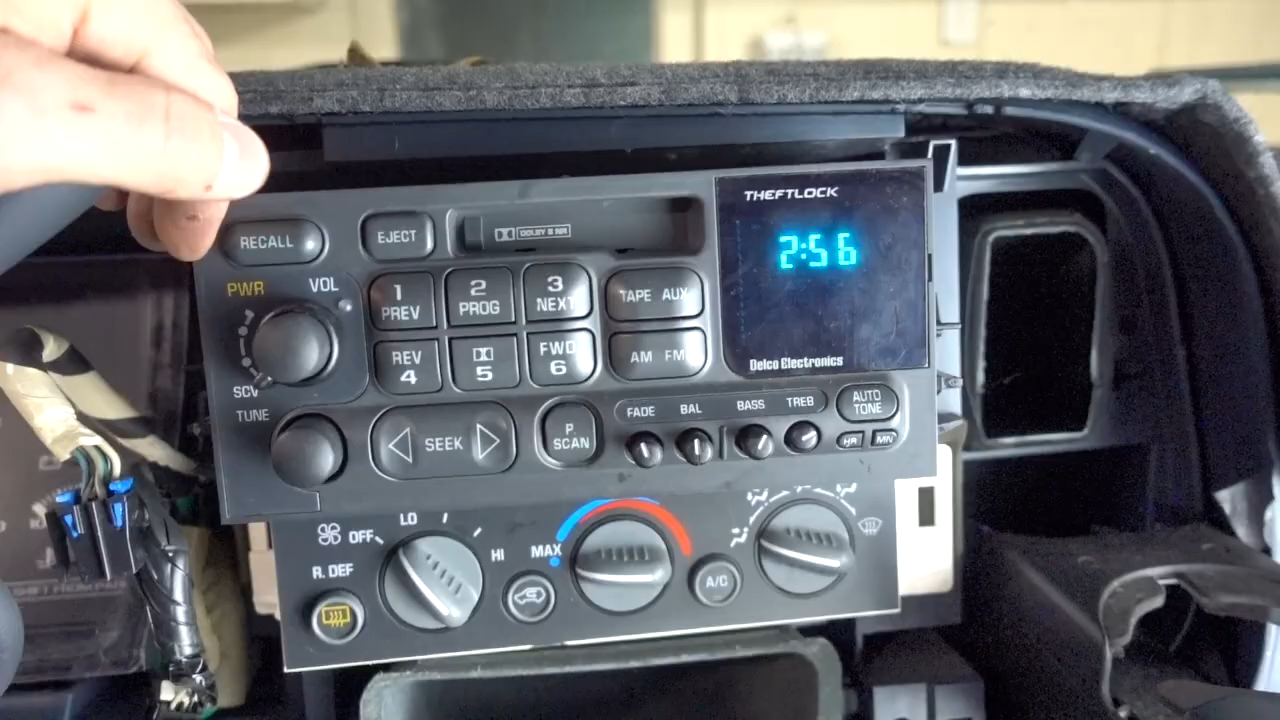 THEFTLOCK
2:56
RECALL
EJECT
DOLBY B NR
PWR
VOL
1
PREV
2
PROG
3
NEXT
TAPE AUX
REV
4
5
FWD
6
AM FM
Delco Electronics
SCV
TUNE
SEEK
P.
SCAN
FADE BAL BASS TREB
AUTO
TONE
HR
MN
OFF
LO
HI
MAX
A/C
R. DEF